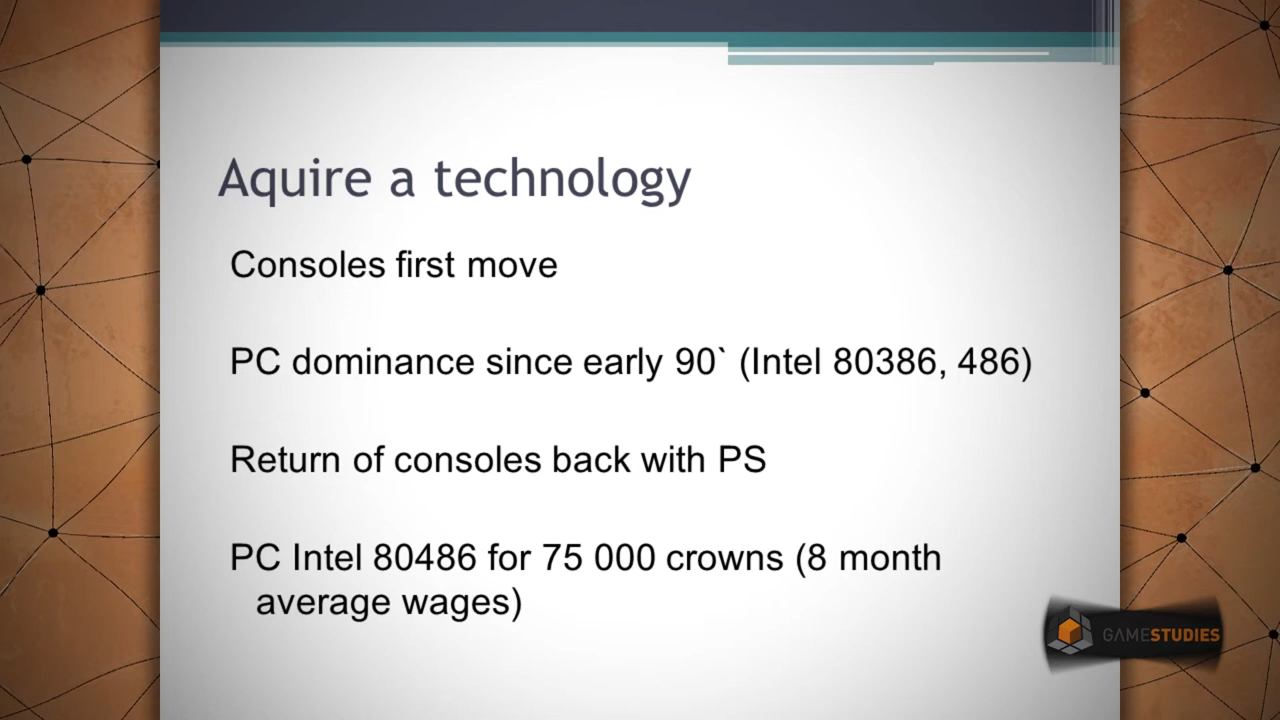 Aquire a technology
Consoles first move
PC dominance since early 90` (Intel 80386, 486)
Return of consoles back with PS
PC Intel 80486 for 75 000 crowns (8 month
average wages)
GAMESTUDIES